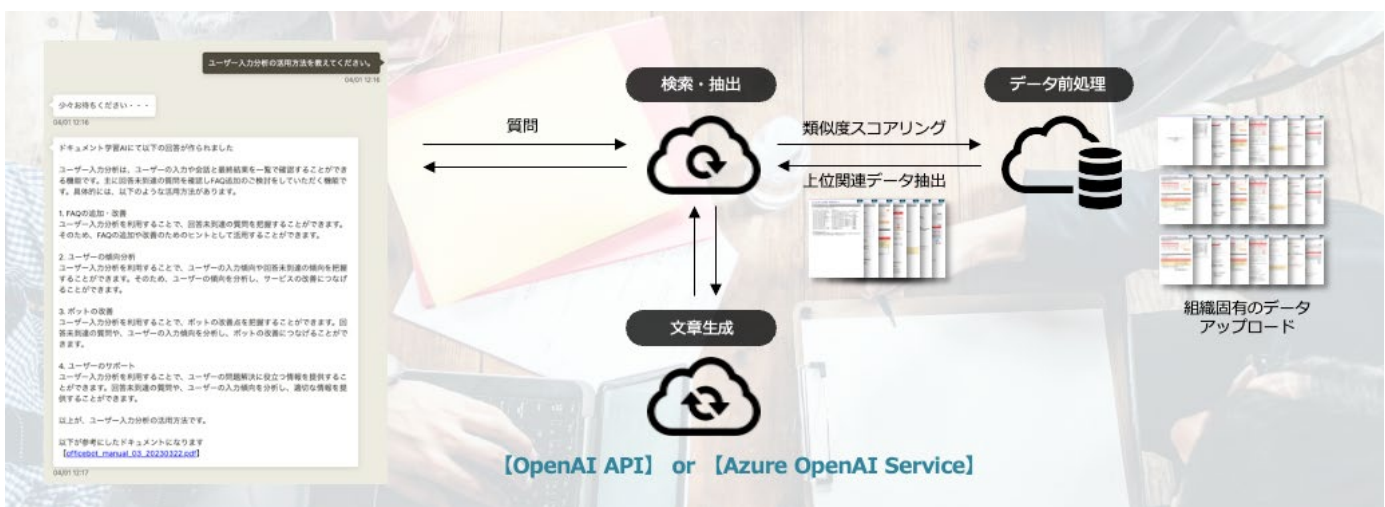 ユーザー入力分析の活用方法を教えてください。
04/01 12:16
少々お待ちください・・・
04/01 12:16
ドキュメント学習AIにて以下の回答が作られました
ユーザー入力分析は、ユーザーの入力や会話と最終結果を一覧で確認することができ
る機能です。主に回答未到達の質問を確認しFAQ追加のご検討をしていただく機能で
す。具体的には、以下のような活用方法があります。
1. FAQの追加・改善
ユーザー入力分析を利用することで、回答未到達の質問を把握することができます。
そのため、FAQの追加や改善のためのヒントとして活用することができます。
2. ユーザーの傾向分析
ユーザー入力分析を利用することで、ユーザーの入力傾向や回答未到達の傾向を把握
することができます。そのため、ユーザーの傾向を分析し、サービスの改善につなげ
ることができます。
3. ボットの改善
ユーザー入力分析を利用することで、ボットの改善点を把握することができます。回
答未到達の質問や、ユーザーの入力傾向を分析し、ボットの改善につなげることがで
きます。
4. ユーザーのサポート
ユーザー入力分析を利用することで、ユーザーの問題解決に役立つ情報を提供するこ
とができます。回答未到達の質問や、ユーザーの入力傾向を分析し、適切な情報を提
供することができます。
以上が、ユーザー入力分析の活用方法です。
以下が参考にしたドキュメントになります
【officebot_manual_03_20230322.pdf】
04/01 12:17
質問
検索・抽出
類似度スコアリング
上位関連データ抽出
データ前処理
組織固有のデータ
アップロード
文章生成
【OpenAI API】 or 【Azure OpenAI Service】